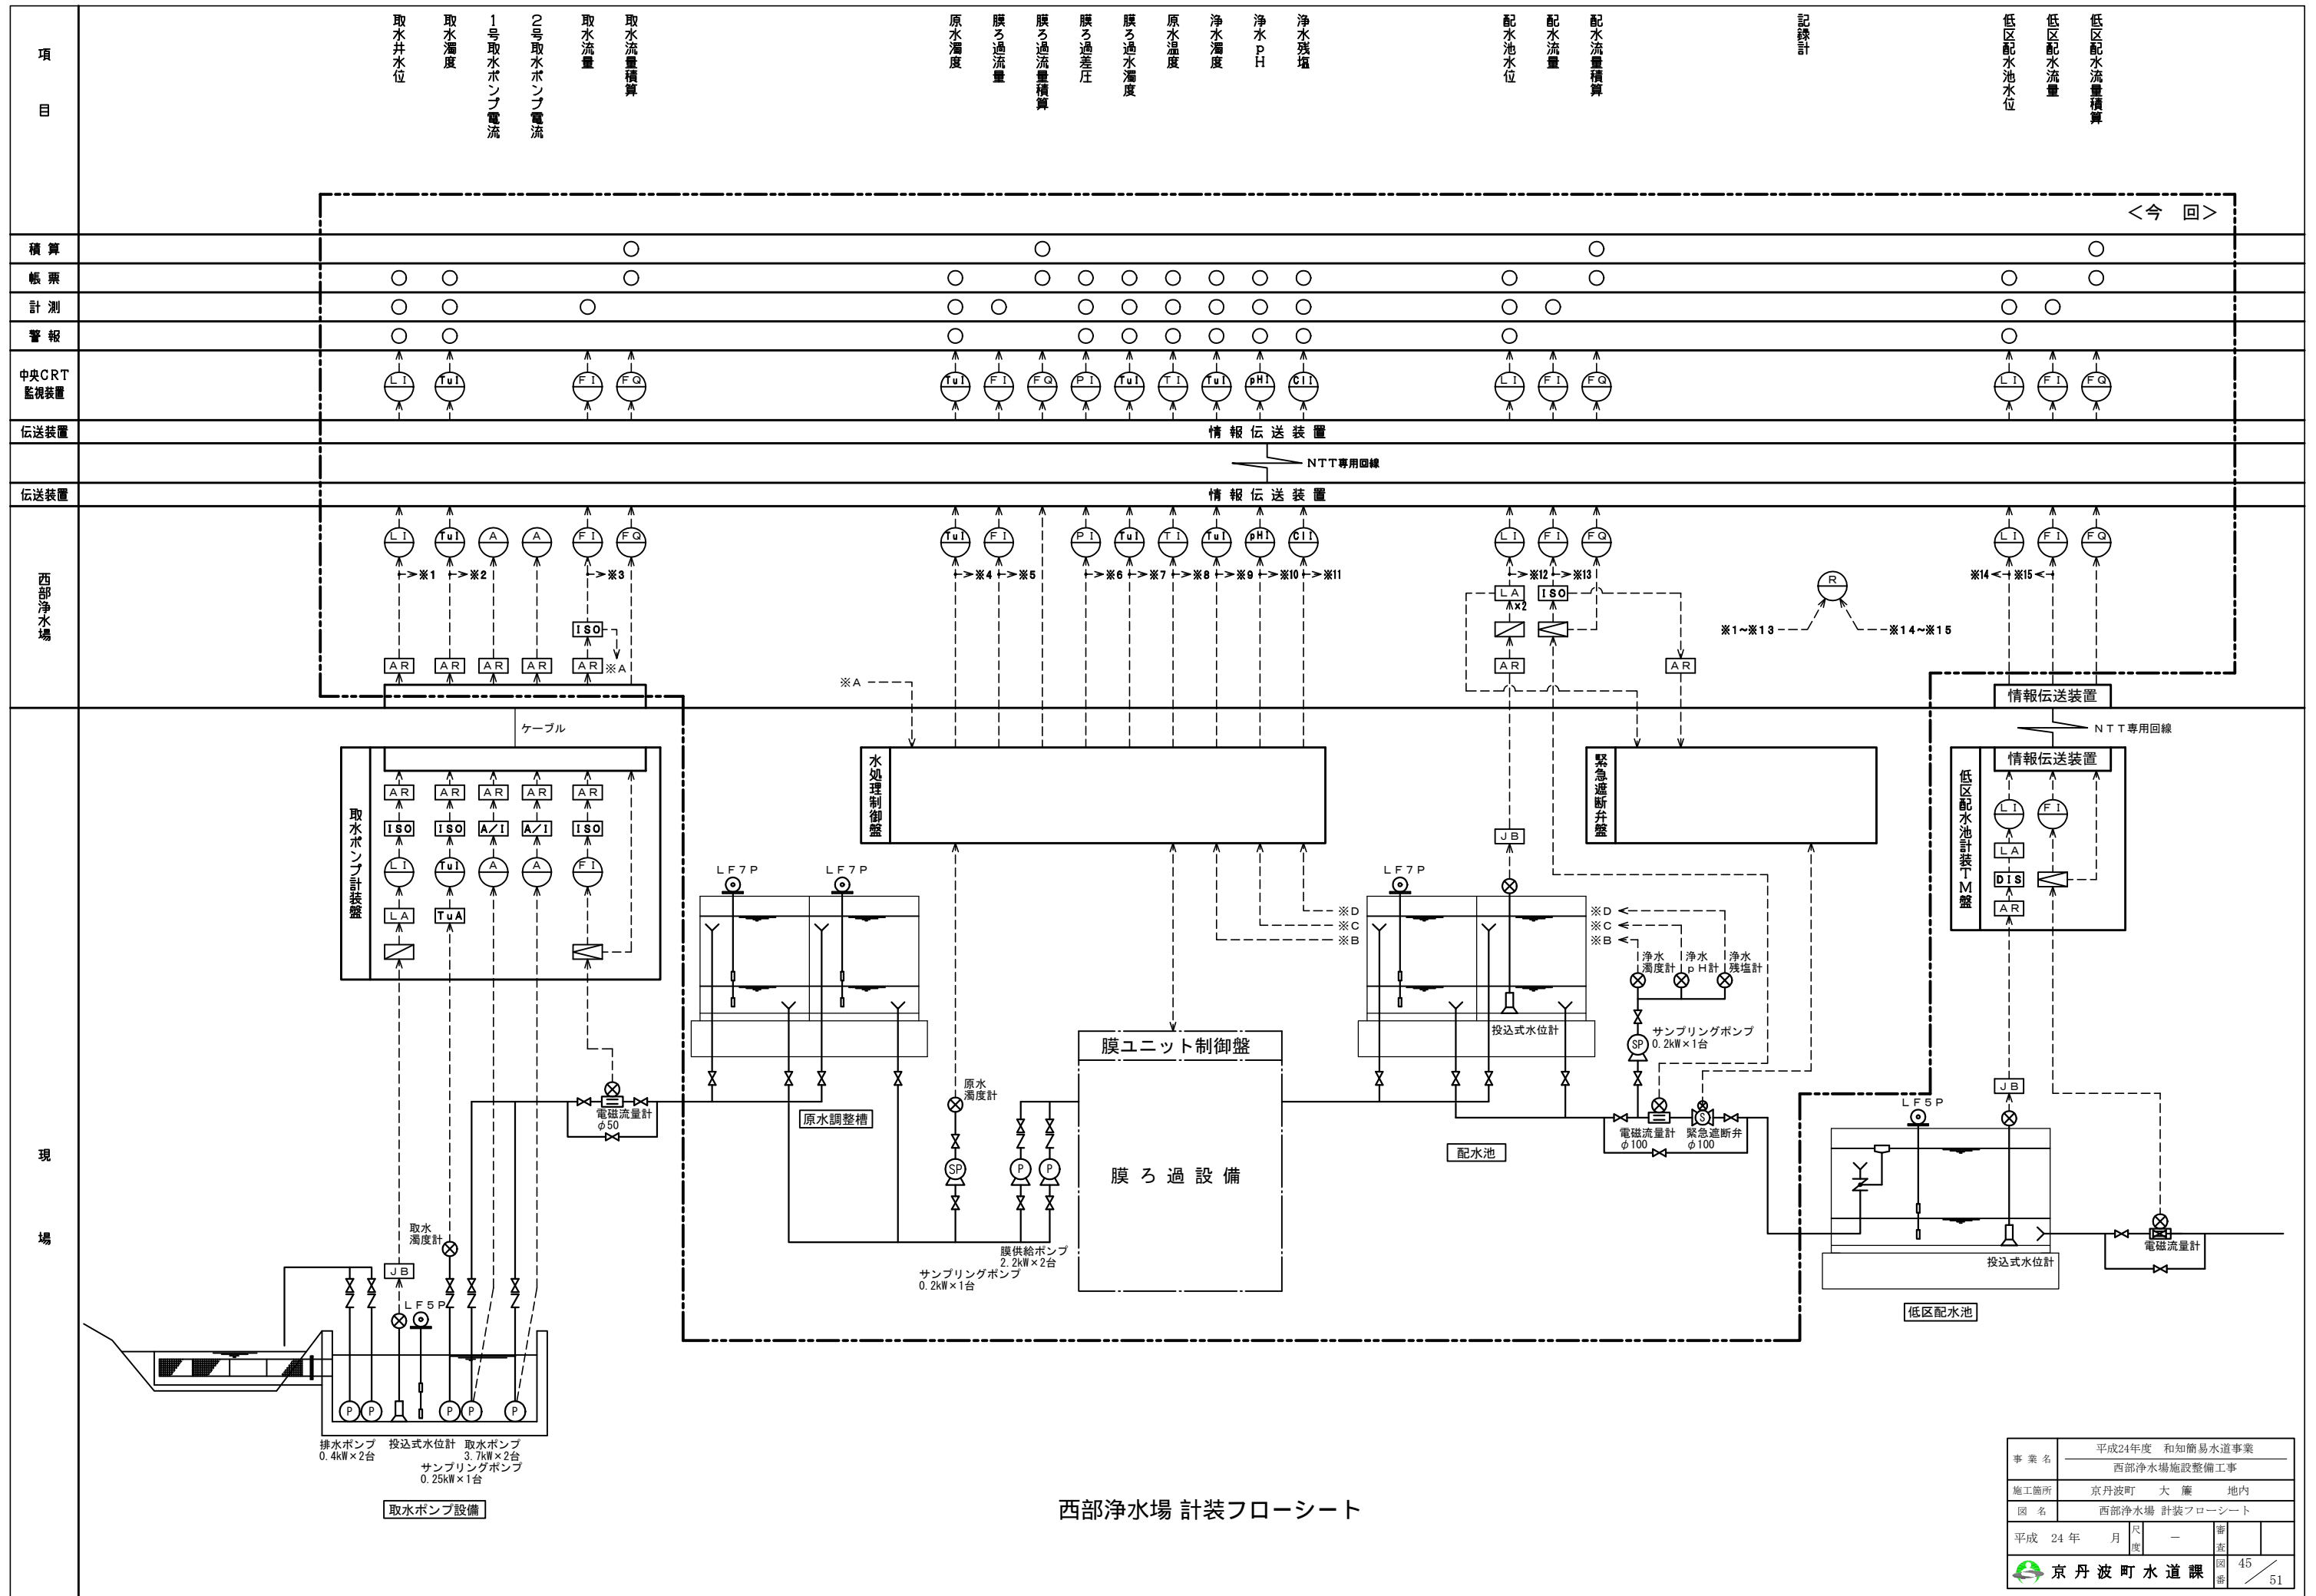 項目
取水井水位
取水濁度
1号取水ポンプ電流
2号取水ポンプ電流
取水流量
取水流量積算
原水濁度
膜ろ過流量
膜ろ過流量積算
膜ろ過差圧
膜ろ過水濁度
原水温度
浄水濁度
浄水pH
浄水残塩
配水池水位
配水流量
配水流量積算
記録計
低区配水池水位
低区配水流量
低区配水流量積算
＜今 回＞
積 算
帳 票
計 測
警 報
中央CRT
監視装置
LI TuI FI FQ TuI FI FQ PI TuI TI TuI pHI ClI LI FI FQ LI FI FQ
伝送装置
情 報 伝 送 装 置
NTT専用回線
伝送装置
情 報 伝 送 装 置
西部浄水場
LI TuI A A FI FQ TuI FI PI TuI TI TuI pHI ClI LI FI FQ LI FI FQ
※1 ※2 ※3 ※4 ※5 ※6 ※7 ※8 ※9 ※10 ※11 ※12 ※13 ※14 ※15
LA ISO R
×2
ISO ※1~※13 ※14~※15
AR AR AR AR AR ※A AR AR
※A
情報伝送装置
ケーブル
NTT専用回線
現場
取水ポンプ計装盤
AR AR AR AR AR
ISO ISO A/I A/I ISO
LI TuI A A FI
LA TuA
水処理制御盤
緊急遮断弁盤
JB
低区配水池計装TM盤
情報伝送装置
LI FI
LA
DIS
AR
LF7P LF7P LF7P
※D ※D
※C ※C
※B ※B
浄水
濁度計
浄水
pH計
浄水
残塩計
投込式水位計
サンプリングポンプ
0.2kW×1台
SP
膜ユニット制御盤
膜 ろ 過 設 備
原水
濁度計
SP P P
電磁流量計
φ50
原水調整槽
電磁流量計
φ100
緊急遮断弁
φ100
S
配水池
JB
LF5P
電磁流量計
投込式水位計
低区配水池
膜供給ポンプ
2.2kW×2台
サンプリングポンプ
0.2kW×1台
取水
濁度計
JB
LF5P
P P P P P
排水ポンプ
0.4kW×2台
投込式水位計
取水ポンプ
3.7kW×2台
サンプリングポンプ
0.25kW×1台
取水ポンプ設備
西部浄水場 計装フローシート
事業名
平成24年度 和知簡易水道事業
西部浄水場施設整備工事
施工箇所
京丹波町 大 簾 地内
図 名
西部浄水場 計装フローシート
平成 24 年 月
尺度
－
審査
京丹波町水道課
図番
45/51